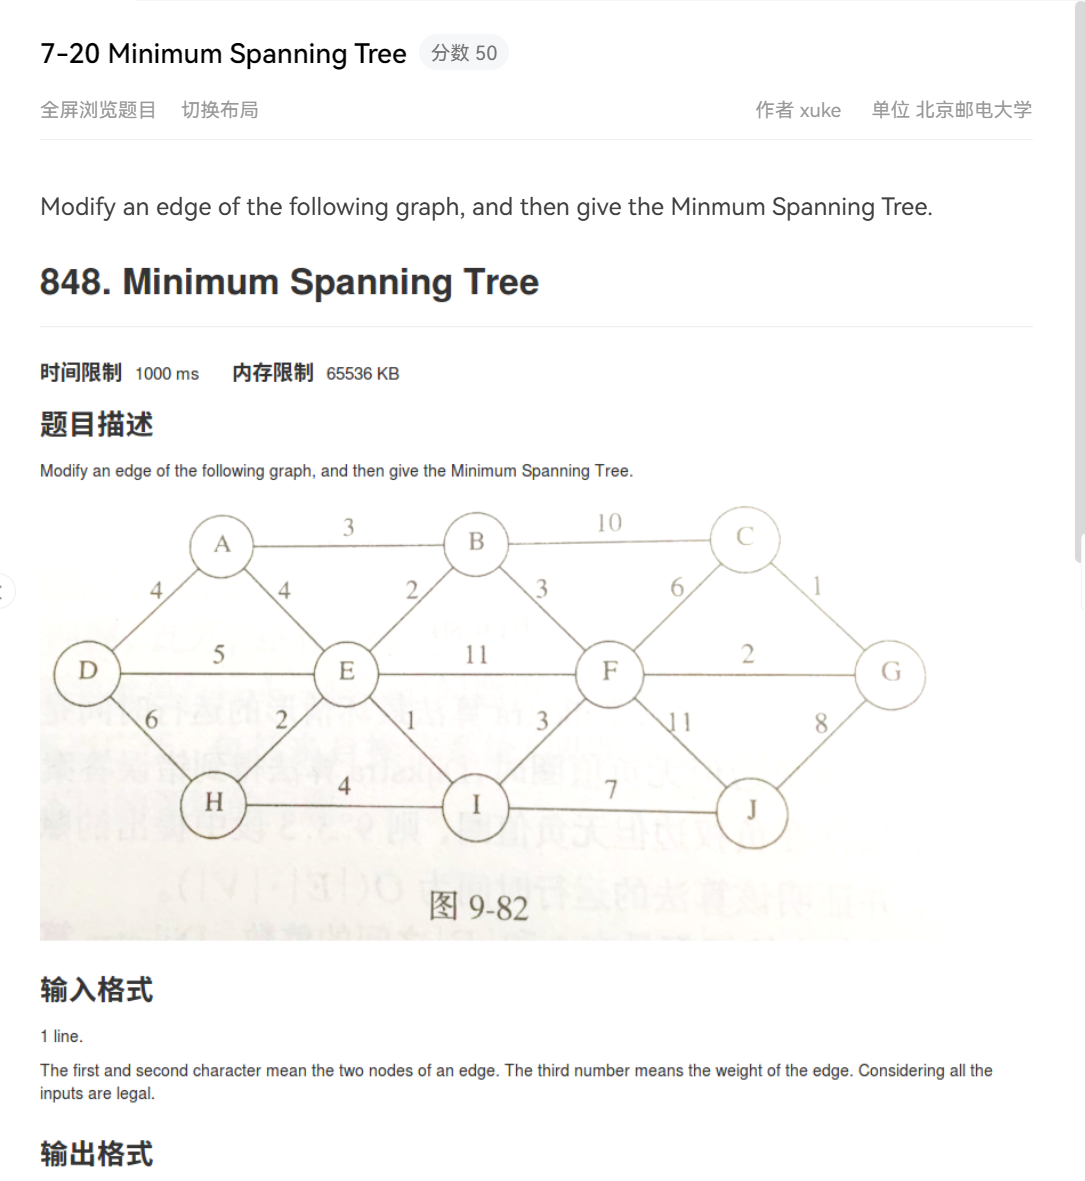 7-20 Minimum Spanning Tree 分数 50
全屏浏览题目 切换布局 作者 xuke 单位 北京邮电大学
Modify an edge of the following graph, and then give the Minmum Spanning Tree.
848. Minimum Spanning Tree
时间限制 1000 ms 内存限制 65536 KB
题目描述
Modify an edge of the following graph, and then give the Minimum Spanning Tree.
3 10
A B C
4 4 2 3 6 1
5 11 2
D E F G
6 2 1 3 11 8
4 7
H I J
图 9-82
输入格式
1 line.
The first and second character mean the two nodes of an edge. The third number means the weight of the edge. Considering all the
inputs are legal.
输出格式